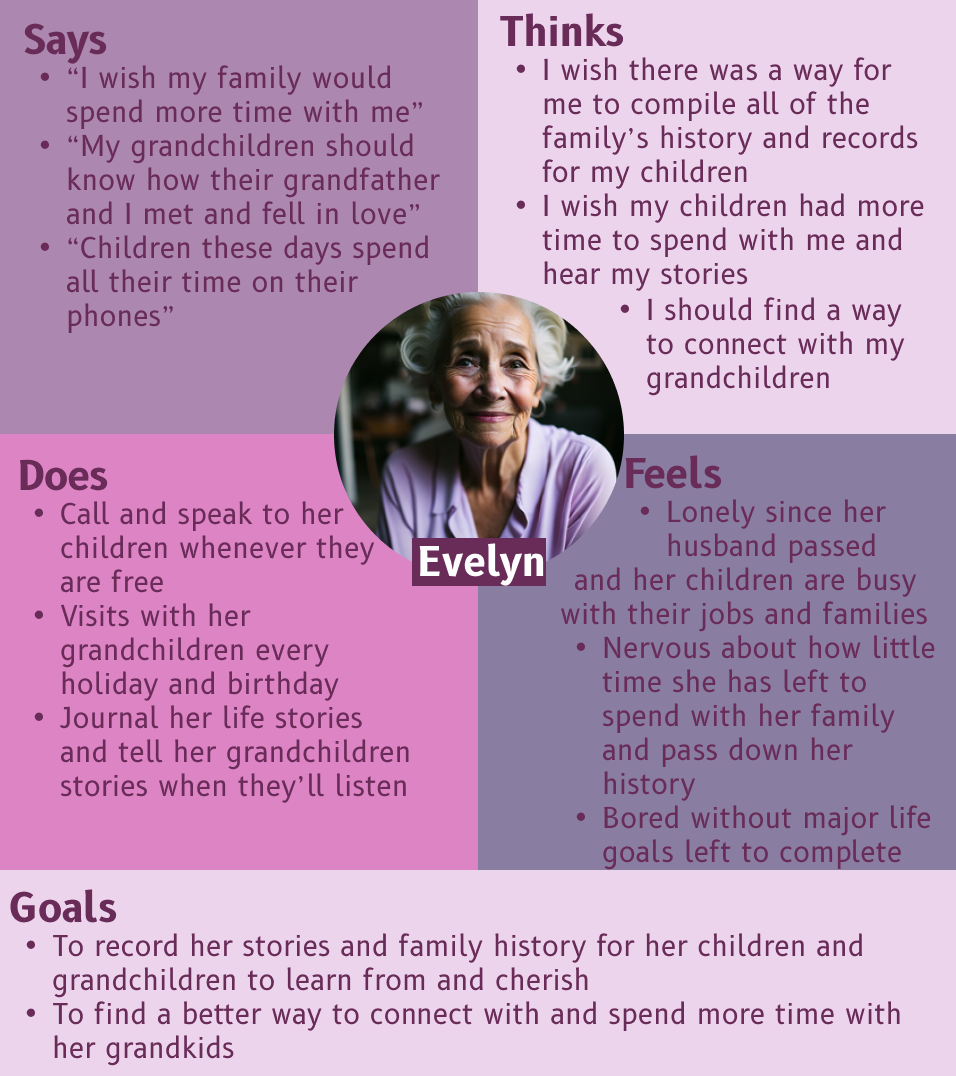 Says
• “I wish my family would
spend more time with me”
• “My grandchildren should
know how their grandfather
and I met and fell in love”
• “Children these days spend
all their time on their
phones”
Thinks
• I wish there was a way for
me to compile all of the
family’s history and records
for my children
• I wish my children had more
time to spend with me and
hear my stories
• I should find a way
to connect with my
grandchildren
Evelyn
Does
• Call and speak to her
children whenever they
are free
• Visits with her
grandchildren every
holiday and birthday
• Journal her life stories
and tell her grandchildren
stories when they’ll listen
Feels
• Lonely since her
husband passed
and her children are busy
with their jobs and families
• Nervous about how little
time she has left to
spend with her family
and pass down her
history
• Bored without major life
goals left to complete
Goals
• To record her stories and family history for her children and
grandchildren to learn from and cherish
• To find a better way to connect with and spend more time with
her grandkids